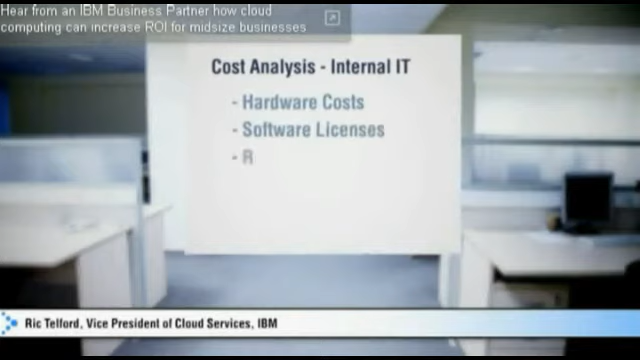 Hear from an IBM Business Partner how cloud
computing can increase ROI for midsize businesses
Cost Analysis - Internal IT
- Hardware Costs
- Software Licenses
- R
Ric Telford, Vice President of Cloud Services, IBM